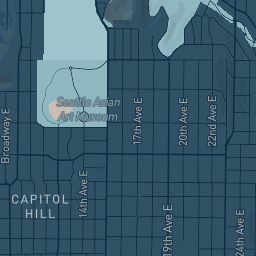 Seattle Asian
Art Museum
Broadway E
17th Ave E
20th Ave E
22nd Ave E
CAPITOL
HILL
14th Ave E
19th Ave E
24th Ave E